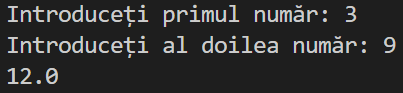 Introduceți primul număr: 3
Introduceți al doilea număr: 9
12.0